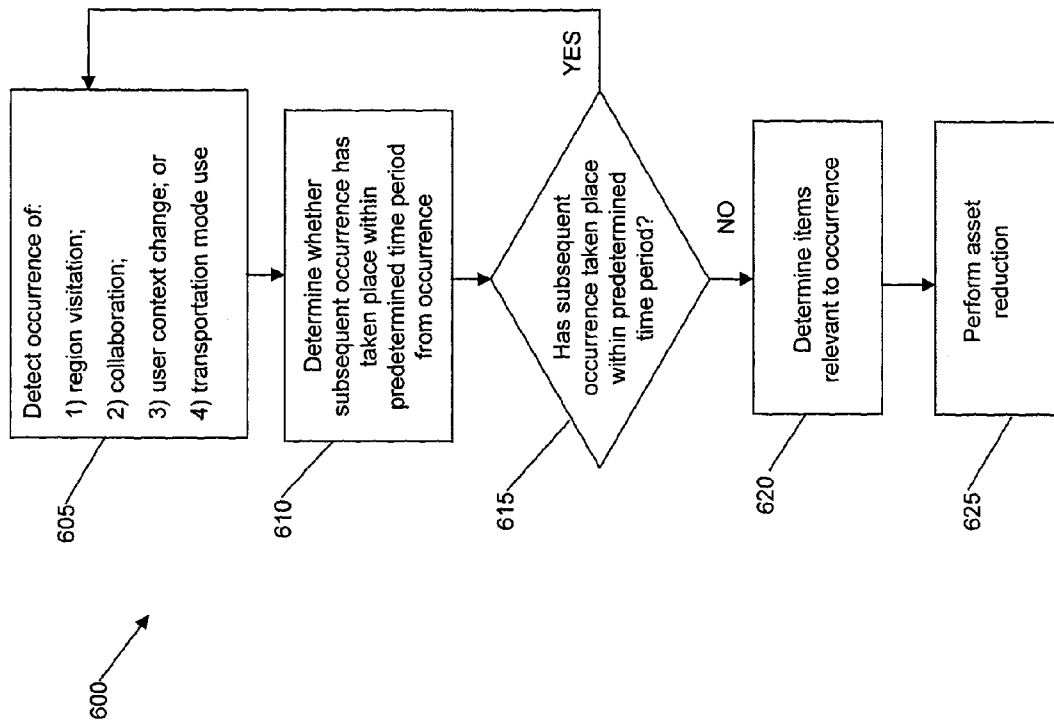 600
605
Detect occurrence of:
1) region visitation;
2) collaboration;
3) user context change; or
4) transportation mode use
610
Determine whether
subsequent occurrence has
taken place within
predetermined time period
from occurrence
615
Has subsequent
occurrence taken place
within predetermined
time period?
YES
NO
620
Determine items
relevant to occurrence
625
Perform asset
reduction